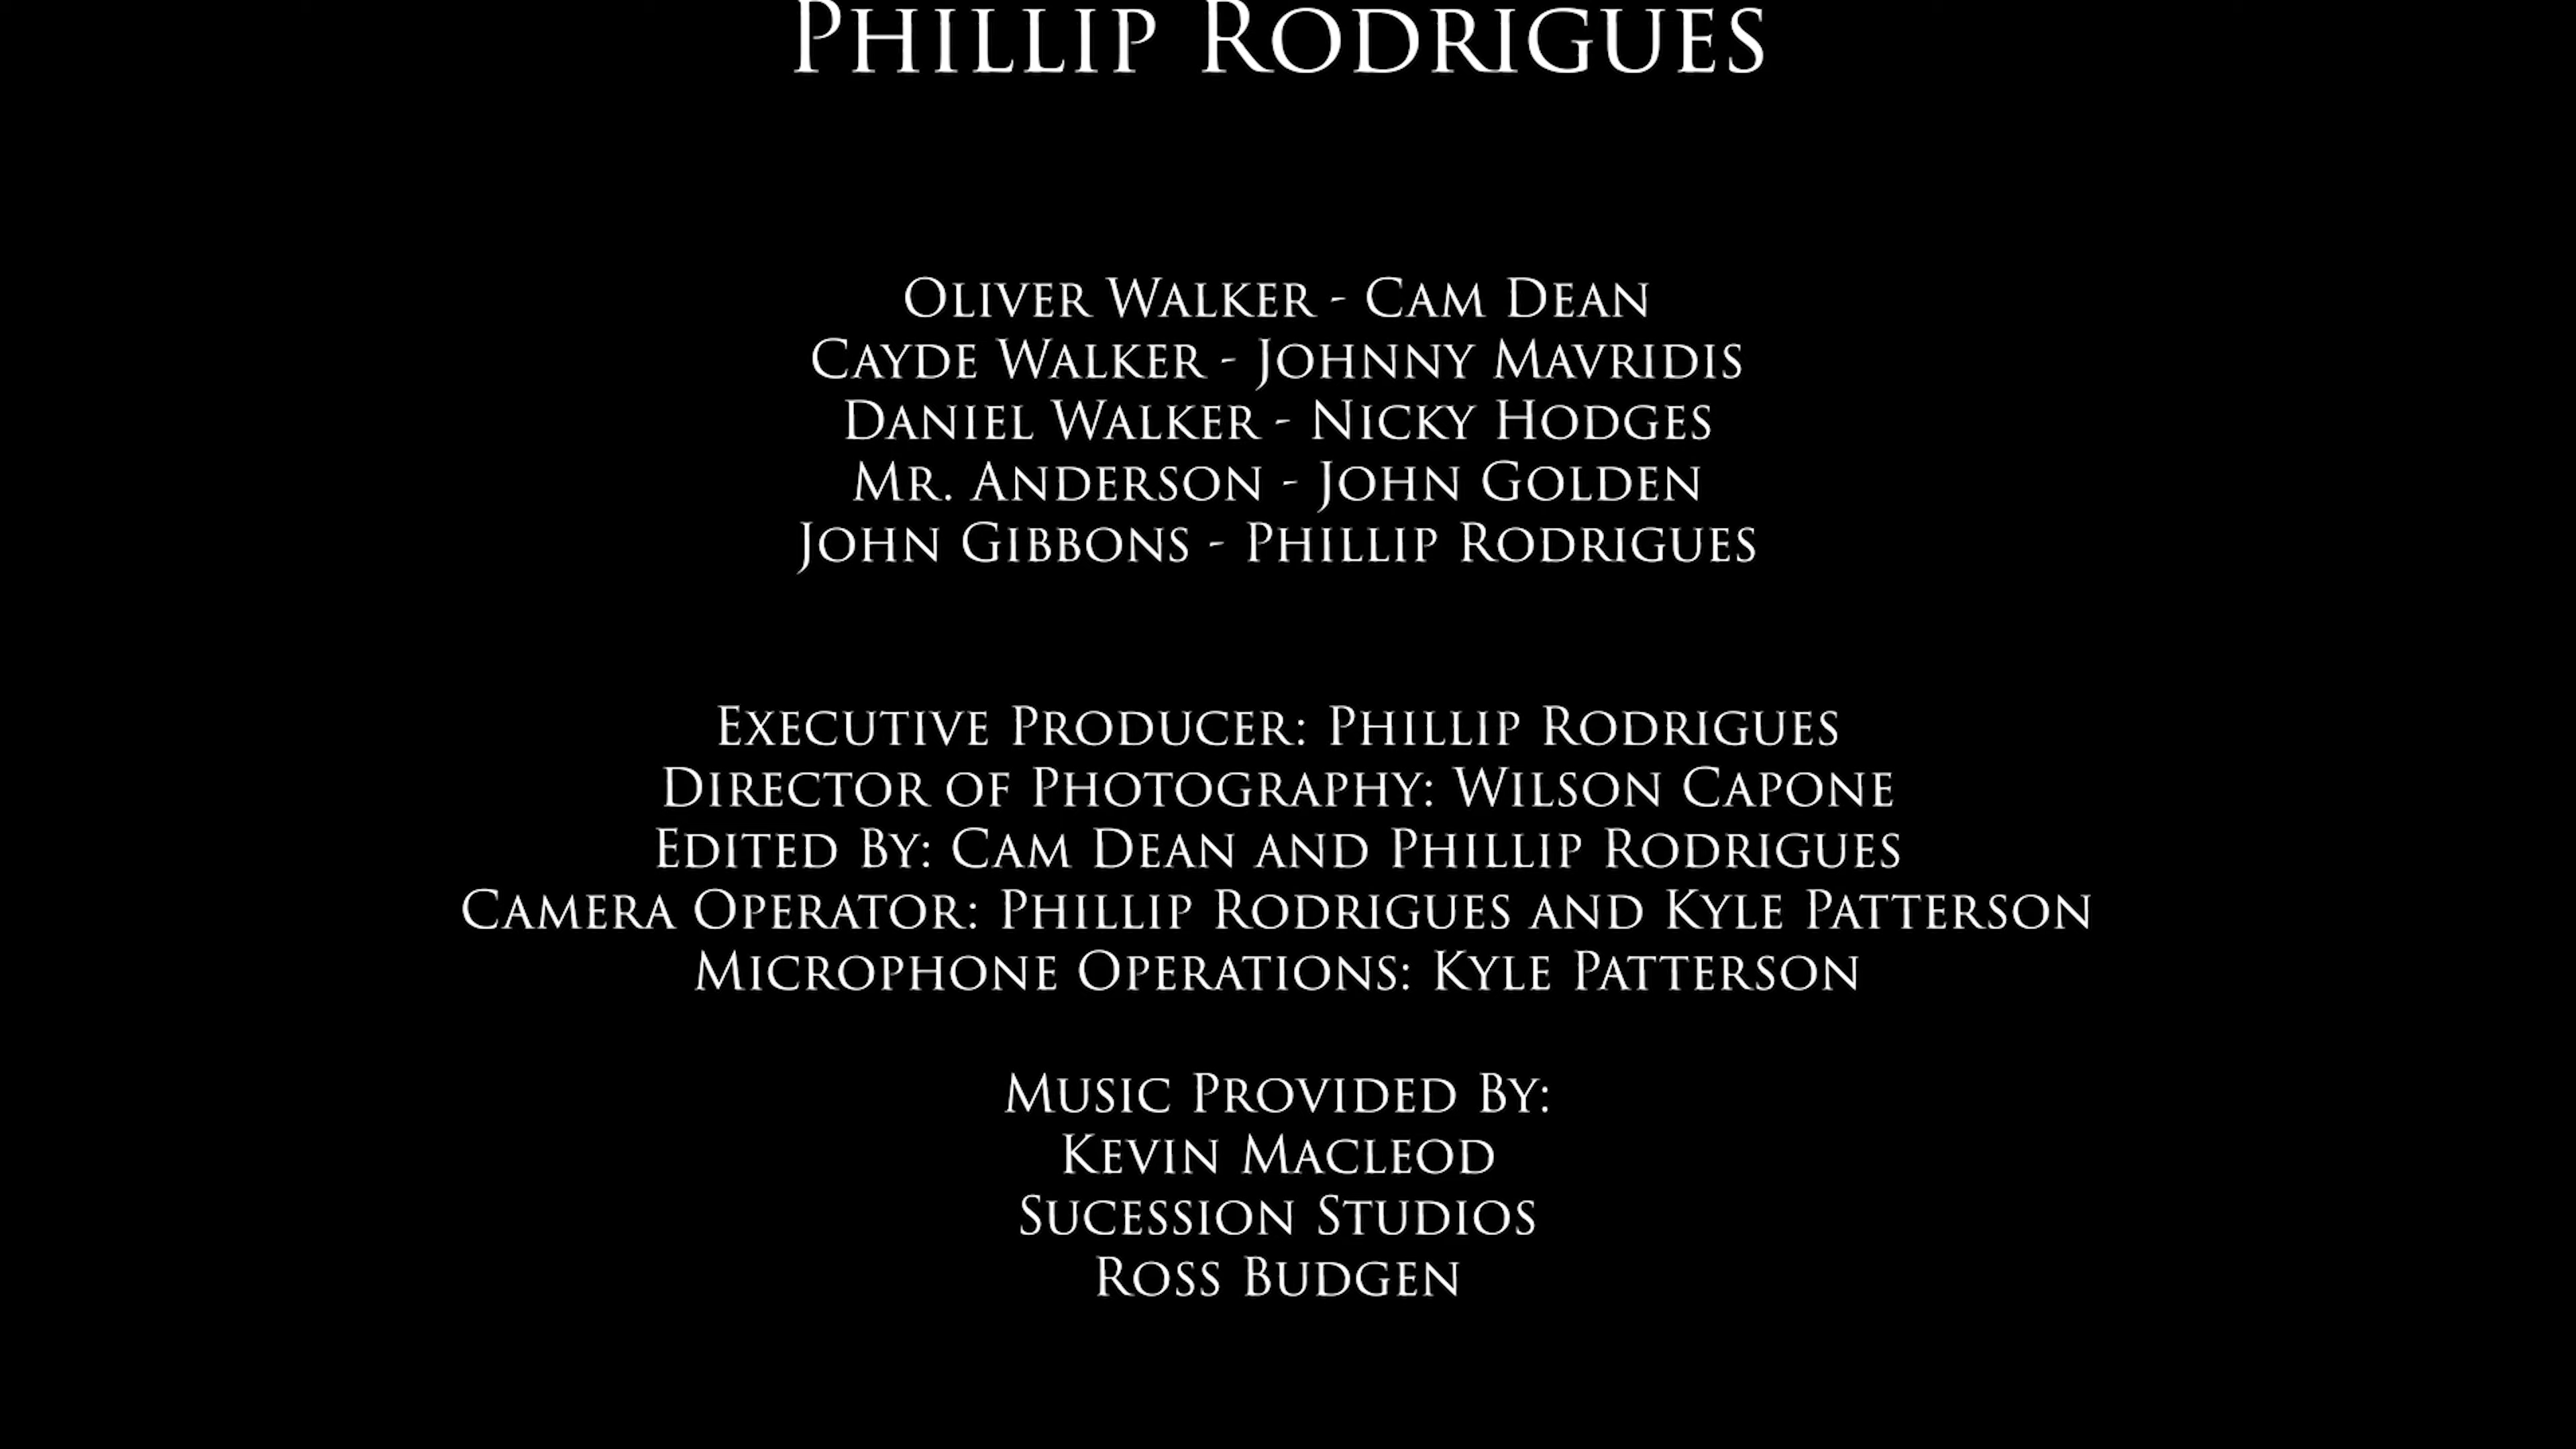 Phillip Rodrigues
Oliver Walker - Cam Dean
Cayde Walker - Johnny Mavridis
Daniel Walker - Nicky Hodges
Mr. Anderson - John Golden
John Gibbons - Phillip Rodrigues
Executive Producer: Phillip Rodrigues
Director of Photography: Wilson Capone
Edited By: Cam Dean and Phillip Rodrigues
Camera Operator: Phillip Rodrigues and Kyle Patterson
Microphone Operations: Kyle Patterson
Music Provided By:
Kevin Macleod
Sucession Studios
Ross Budgen